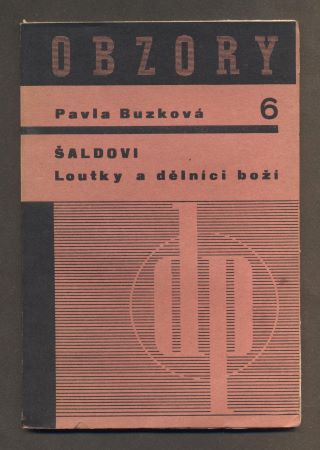 OBZORY
Pavla Buzková 6
ŠALDOVI
Loutky a dělníci boží
dp